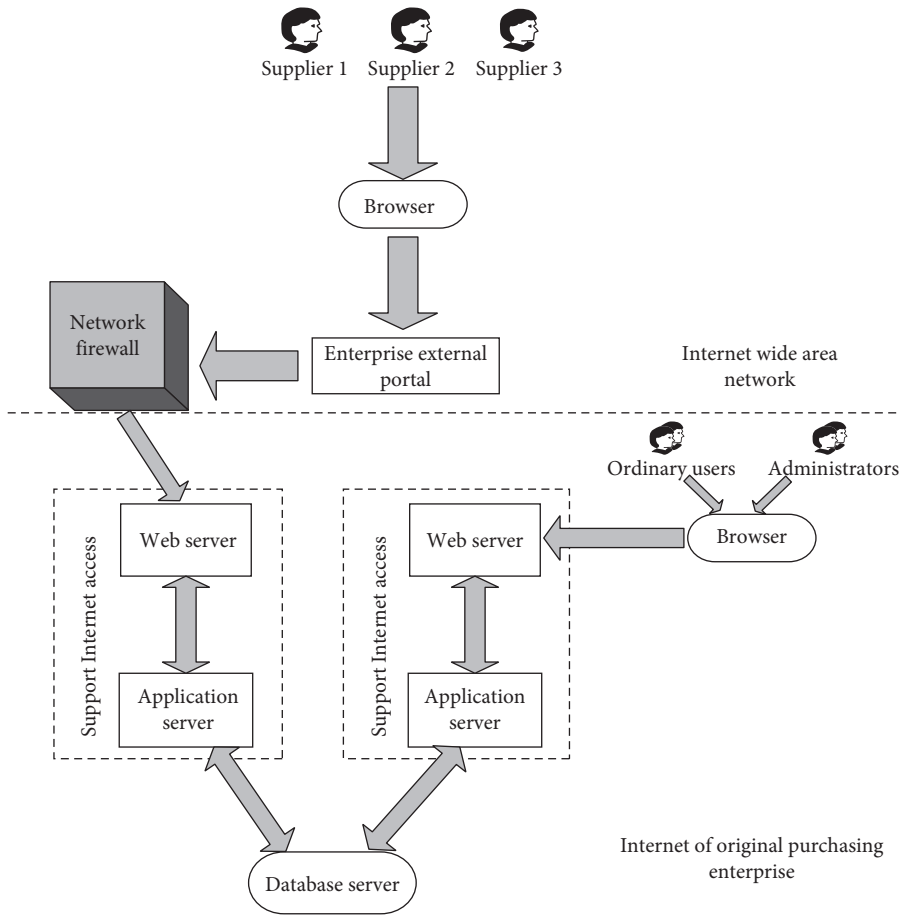 Supplier 1
Supplier 2
Supplier 3
Browser
Network
firewall
Enterprise external
portal
Internet wide area
network
Ordinary users
Administrators
Support Internet access
Web server
Support Internet access
Web server
Browser
Application
server
Application
server
Internet of original purchasing
enterprise
Database server